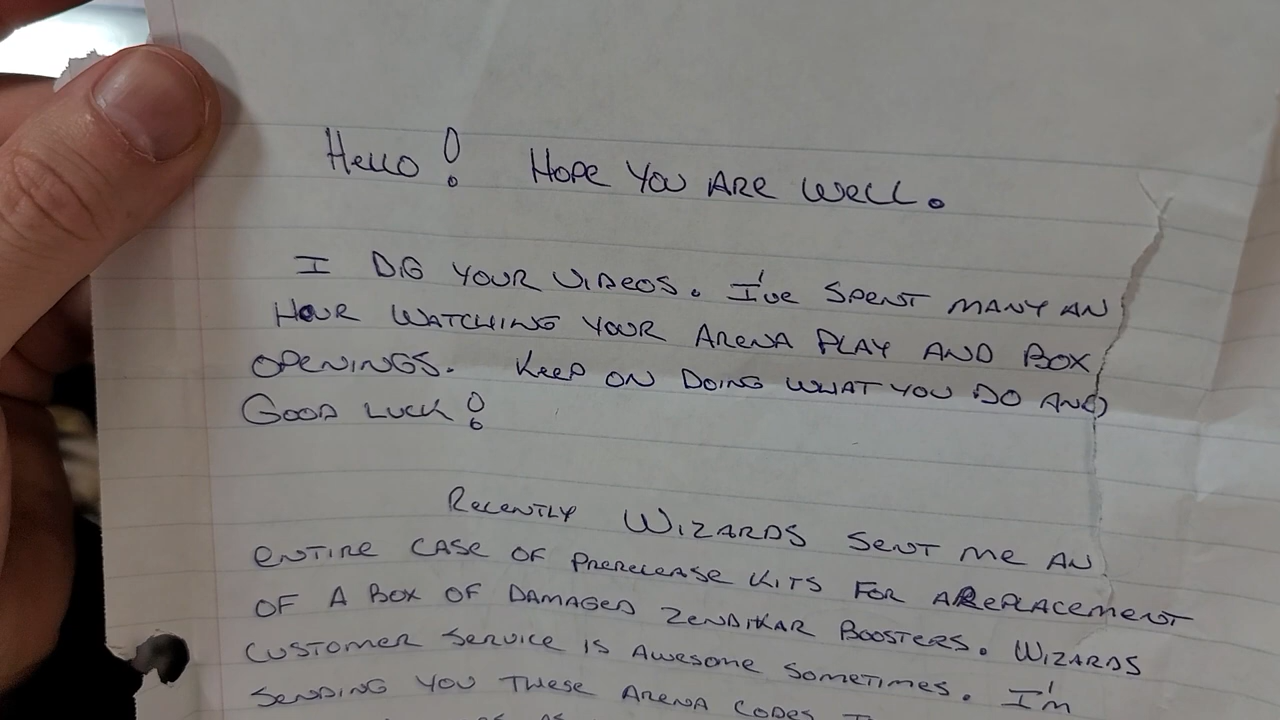 Hello! Hope you are well.
I dig your videos. I've spent many an
hour watching your Arena play and box
openings. Keep on doing what you do and
Good luck!
Recently Wizards sent me an
entire case of prerelease kits for a replacement
of a box of damaged Zendikar Boosters. Wizards
customer service is awesome sometimes. I'm
sending you these Arena codes